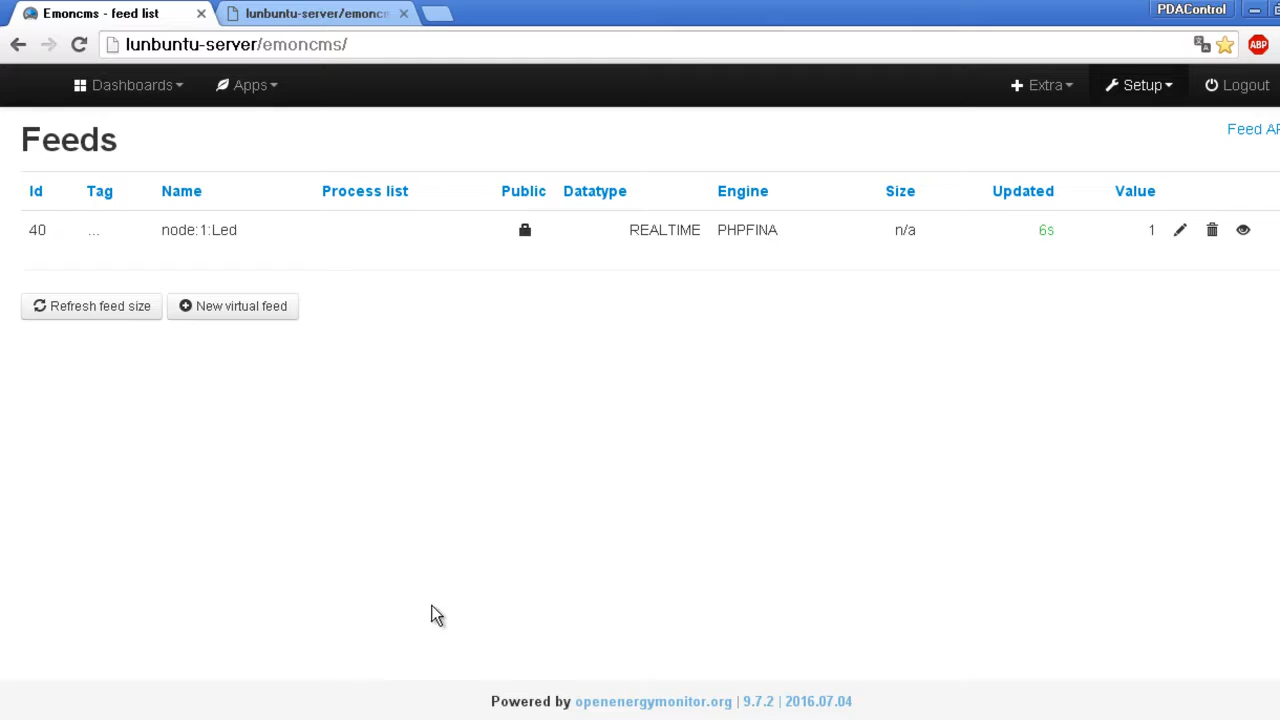 Emoncms - feed list
lunbuntu-server/emoncm
PDAControl
lunbuntu-server/emoncms/
ABP
Dashboards Apps Extra Setup Logout
Feeds
Feed AP
Id Tag Name Process list Public Datatype Engine Size Updated Value
40 ... node:1:Led REALTIME PHPFINA n/a 6s 1
Refresh feed size New virtual feed
Powered by openenergymonitor.org | 9.7.2 | 2016.07.04